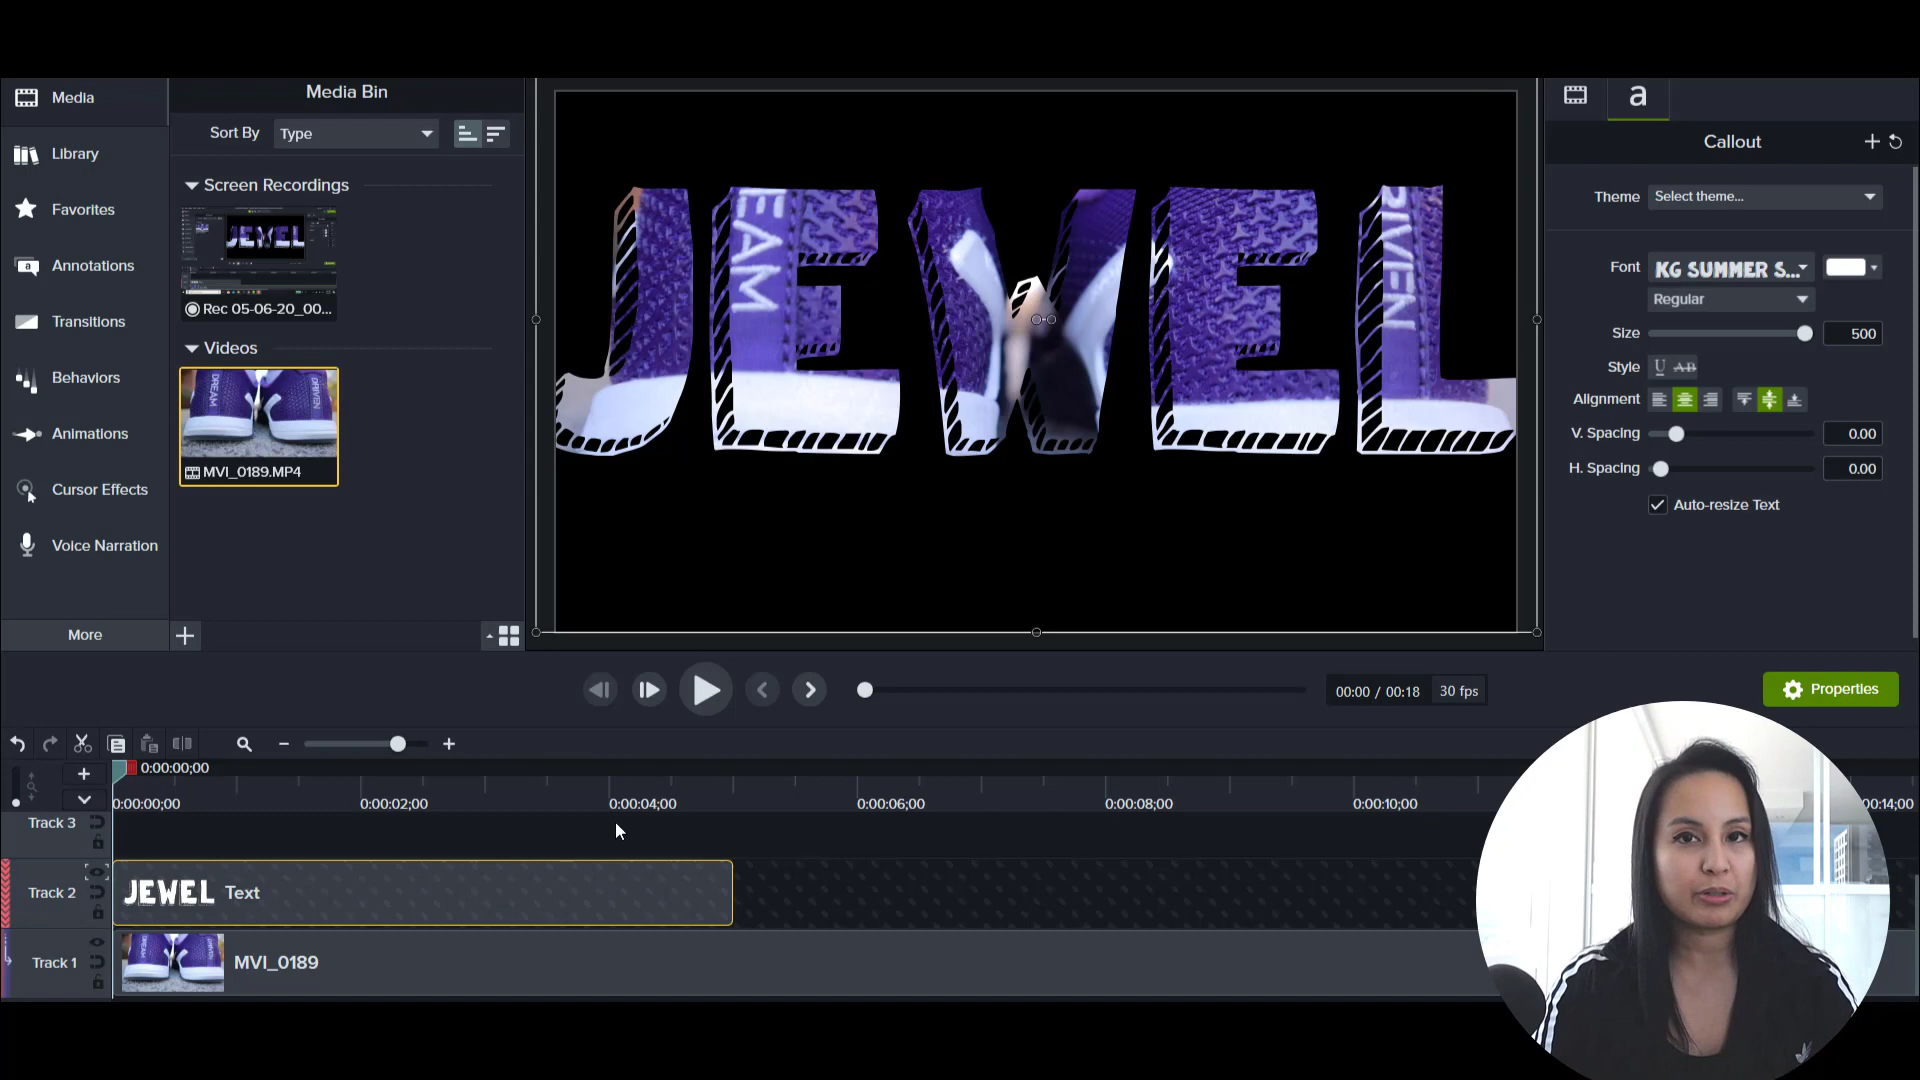 Media
Library
Favorites
Annotations
Transitions
Behaviors
Animations
Cursor Effects
Voice Narration
More
Media Bin
Sort By
Type
Screen Recordings
Rec 05-06-20_00...
Videos
MVI_0189.MP4
JEWEL
EAM
RIVEN
a
Callout
Theme
Select theme...
Font
KG SUMMER S...
Regular
Size
500
Style
U AB
Alignment
V. Spacing
0.00
H. Spacing
0.00
Auto-resize Text
00:00 / 00:18
30 fps
Properties
0:00:00;00
0:00:00;00
0:00:02;00
0:00:04;00
0:00:06;00
0:00:08;00
0:00:10;00
00:14:00
Track 3
Track 2
JEWEL Text
Track 1
MVI_0189